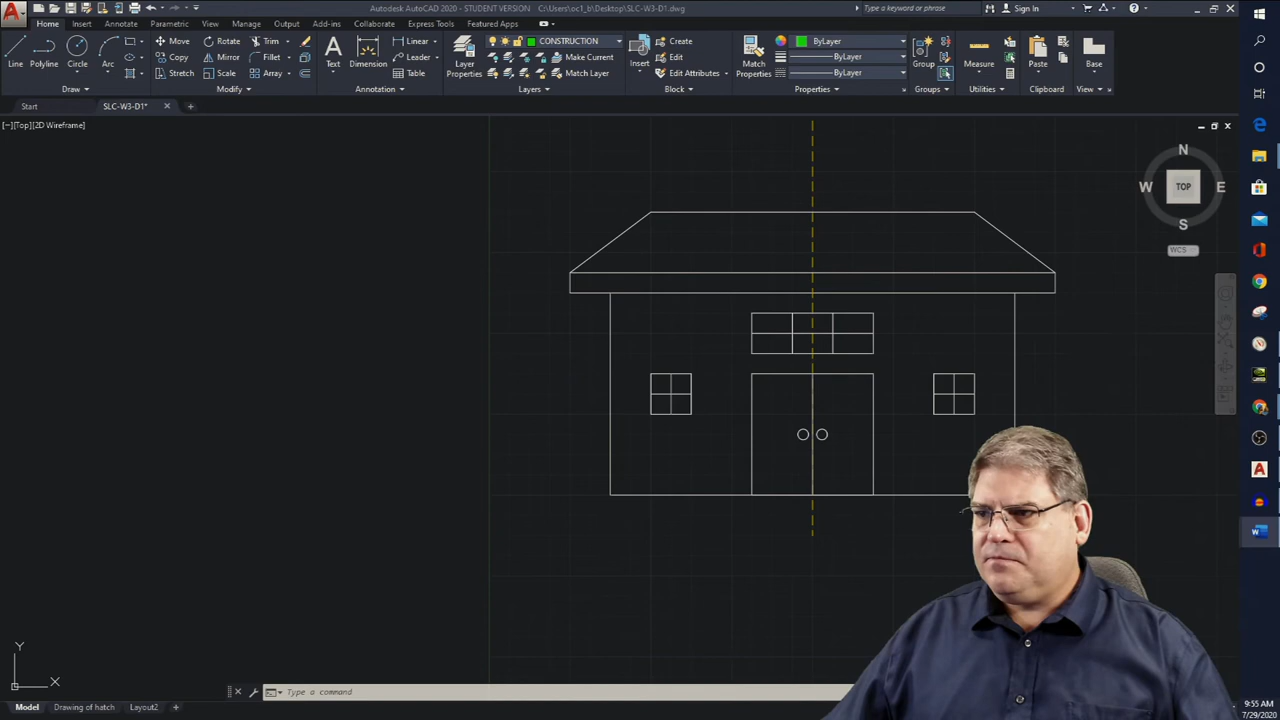 Autodesk AutoCAD 2020 - STUDENT VERSION C:\Users\oc1_b\Desktop\SLC-W3-D1.dwg
Type a keyword or phrase
Sign In
Home Insert Annotate Parametric View Manage Output Add-ins Collaborate Express Tools Featured Apps
Line Polyline Circle Arc
Move Rotate Trim
Copy Mirror Fillet
Stretch Scale Array
Text Dimension
Linear
Leader
Table
Layer Properties
CONSTRUCTION
Make Current
Match Layer
Insert
Create
Edit
Edit Attributes
Match Properties
ByLayer
ByLayer
ByLayer
Group
Measure
Paste
Base
Draw Modify Annotation Layers Block Properties Groups Utilities Clipboard View
Start SLC-W3-D1*
[−][Top][2D Wireframe]
N
W TOP E
S
WCS
Y
X
Type a command
Model Drawing of hatch Layout2
9:55 AM
7/29/2020